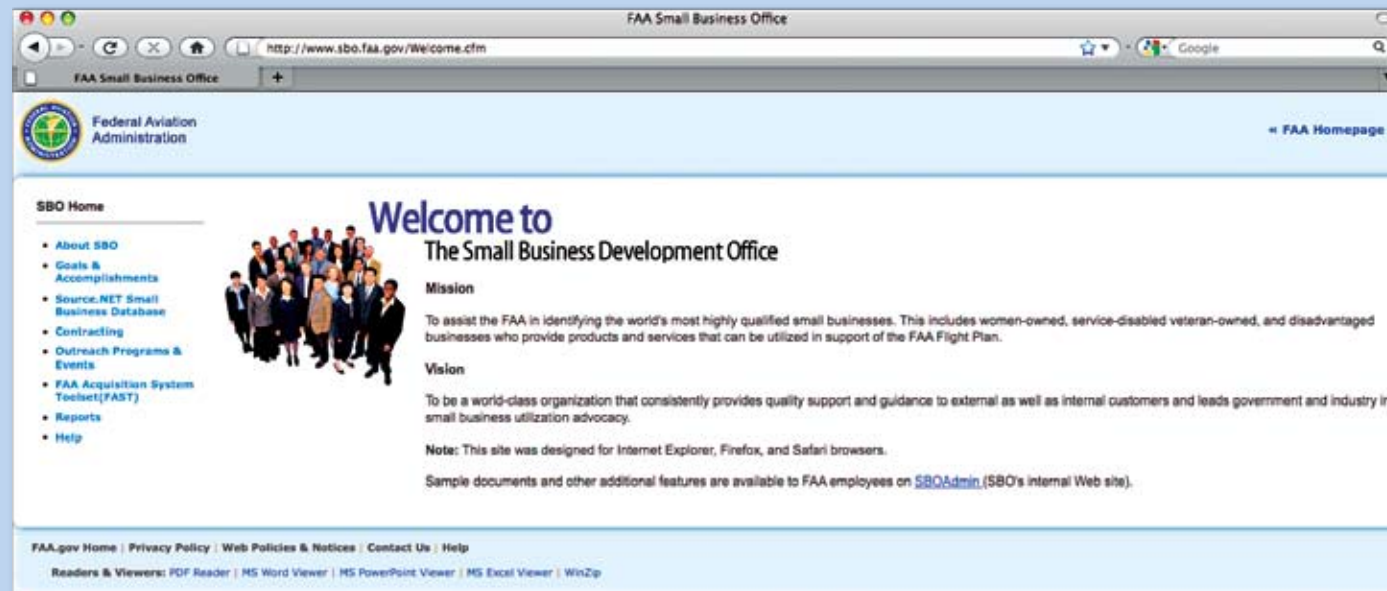 FAA Small Business Office
http://www.sbo.faa.gov/Welcome.cfm
Google
FAA Small Business Office
+
Federal Aviation
Administration
« FAA Homepage
SBO Home
• About SBO
• Goals &
Accomplishments
• Source.NET Small
Business Database
• Contracting
• Outreach Programs &
Events
• FAA Acquisition System
Toolset(FAST)
• Reports
• Help
Welcome to
The Small Business Development Office
Mission
To assist the FAA in identifying the world's most highly qualified small businesses. This includes women-owned, service-disabled veteran-owned, and disadvantaged
businesses who provide products and services that can be utilized in support of the FAA Flight Plan.
Vision
To be a world-class organization that consistently provides quality support and guidance to external as well as internal customers and leads government and industry in
small business utilization advocacy.
Note: This site was designed for Internet Explorer, Firefox, and Safari browsers.
Sample documents and other additional features are available to FAA employees on SBOAdmin (SBO's internal Web site).
FAA.gov Home | Privacy Policy | Web Policies & Notices | Contact Us | Help
Readers & Viewers: PDF Reader | MS Word Viewer | MS PowerPoint Viewer | MS Excel Viewer | WinZip